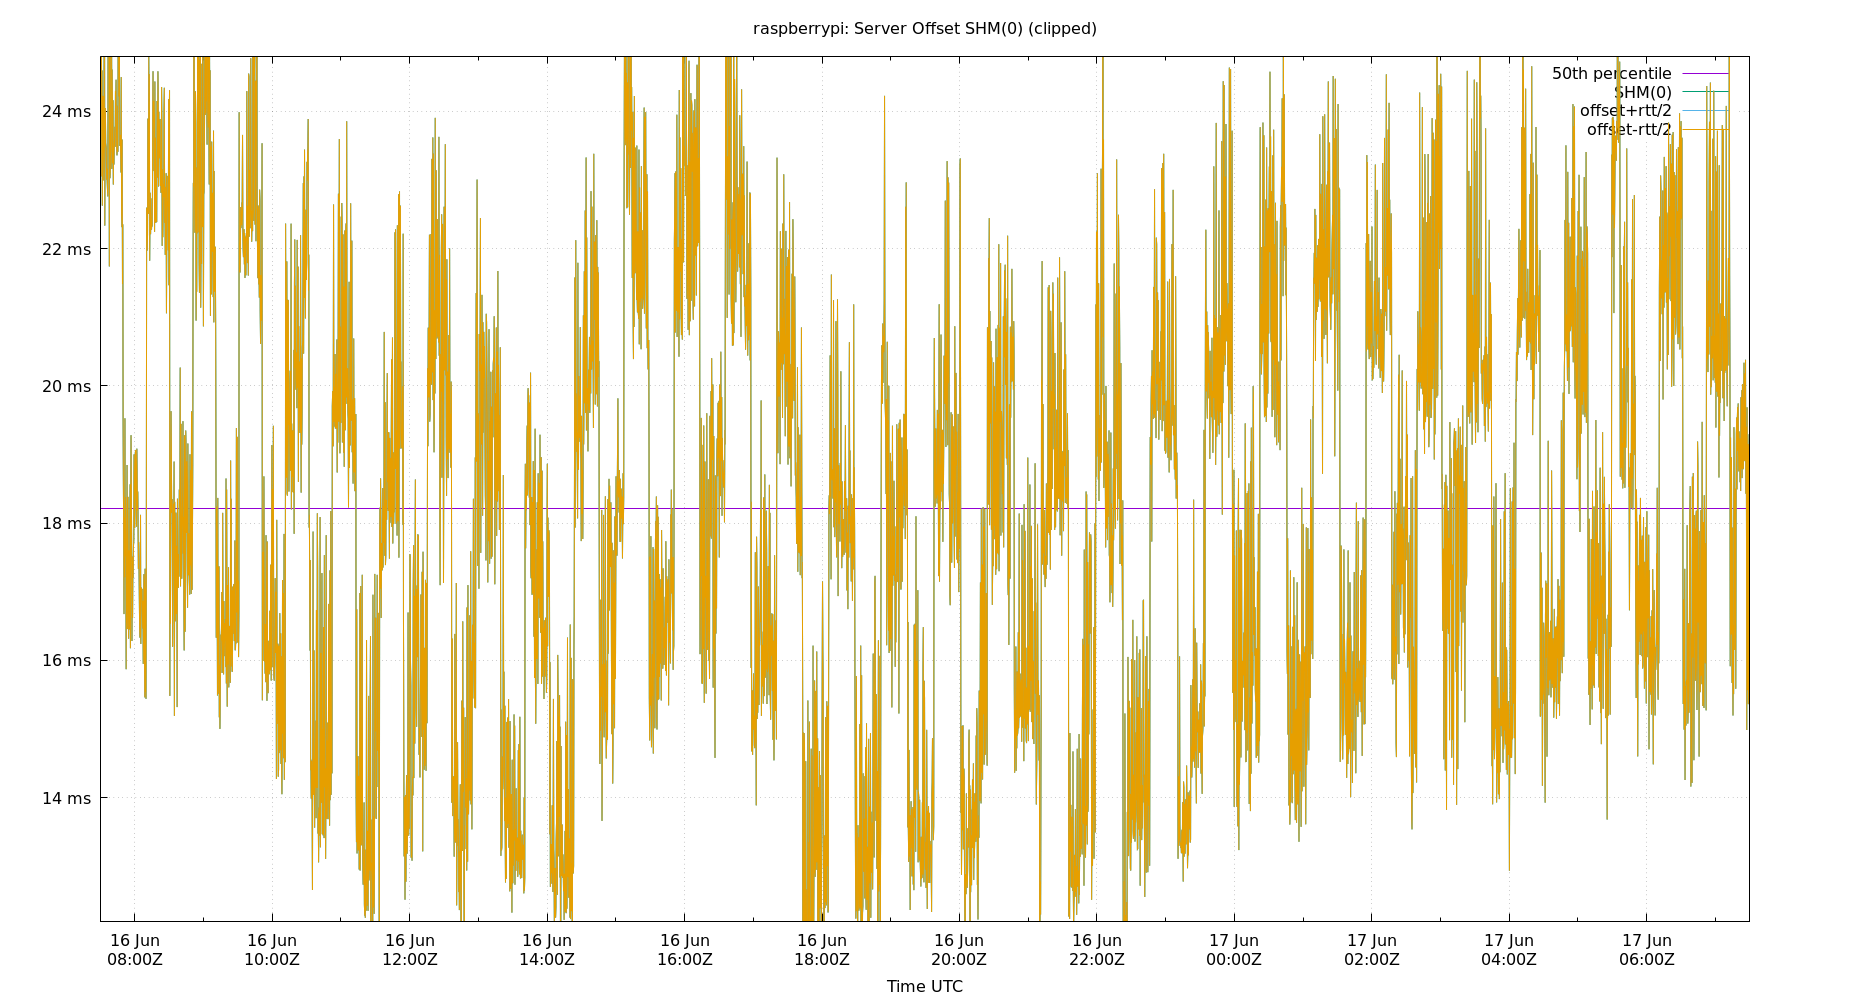 raspberrypi: Server Offset SHM(0) (clipped)
50th percentile
SHM(0)
offset+rtt/2
offset-rtt/2
24 ms
22 ms
20 ms
18 ms
16 ms
14 ms
16 Jun 16 Jun 16 Jun 16 Jun 16 Jun 16 Jun 16 Jun 16 Jun 17 Jun 17 Jun 17 Jun 17 Jun
08:00Z 10:00Z 12:00Z 14:00Z 16:00Z 18:00Z 20:00Z 22:00Z 00:00Z 02:00Z 04:00Z 06:00Z
Time UTC